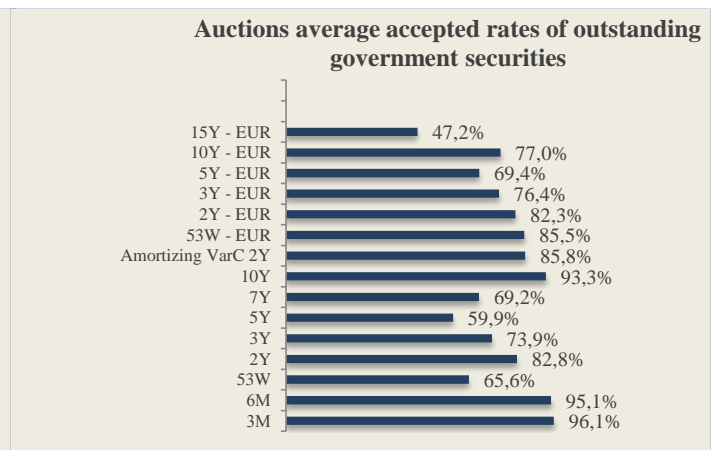 Auctions average accepted rates of outstanding
government securities
15Y - EUR 47,2%
10Y - EUR 77,0%
5Y - EUR 69,4%
3Y - EUR 76,4%
2Y - EUR 82,3%
53W - EUR 85,5%
Amortizing VarC 2Y 85,8%
10Y 93,3%
7Y 69,2%
5Y 59,9%
3Y 73,9%
2Y 82,8%
53W 65,6%
6M 95,1%
3M 96,1%